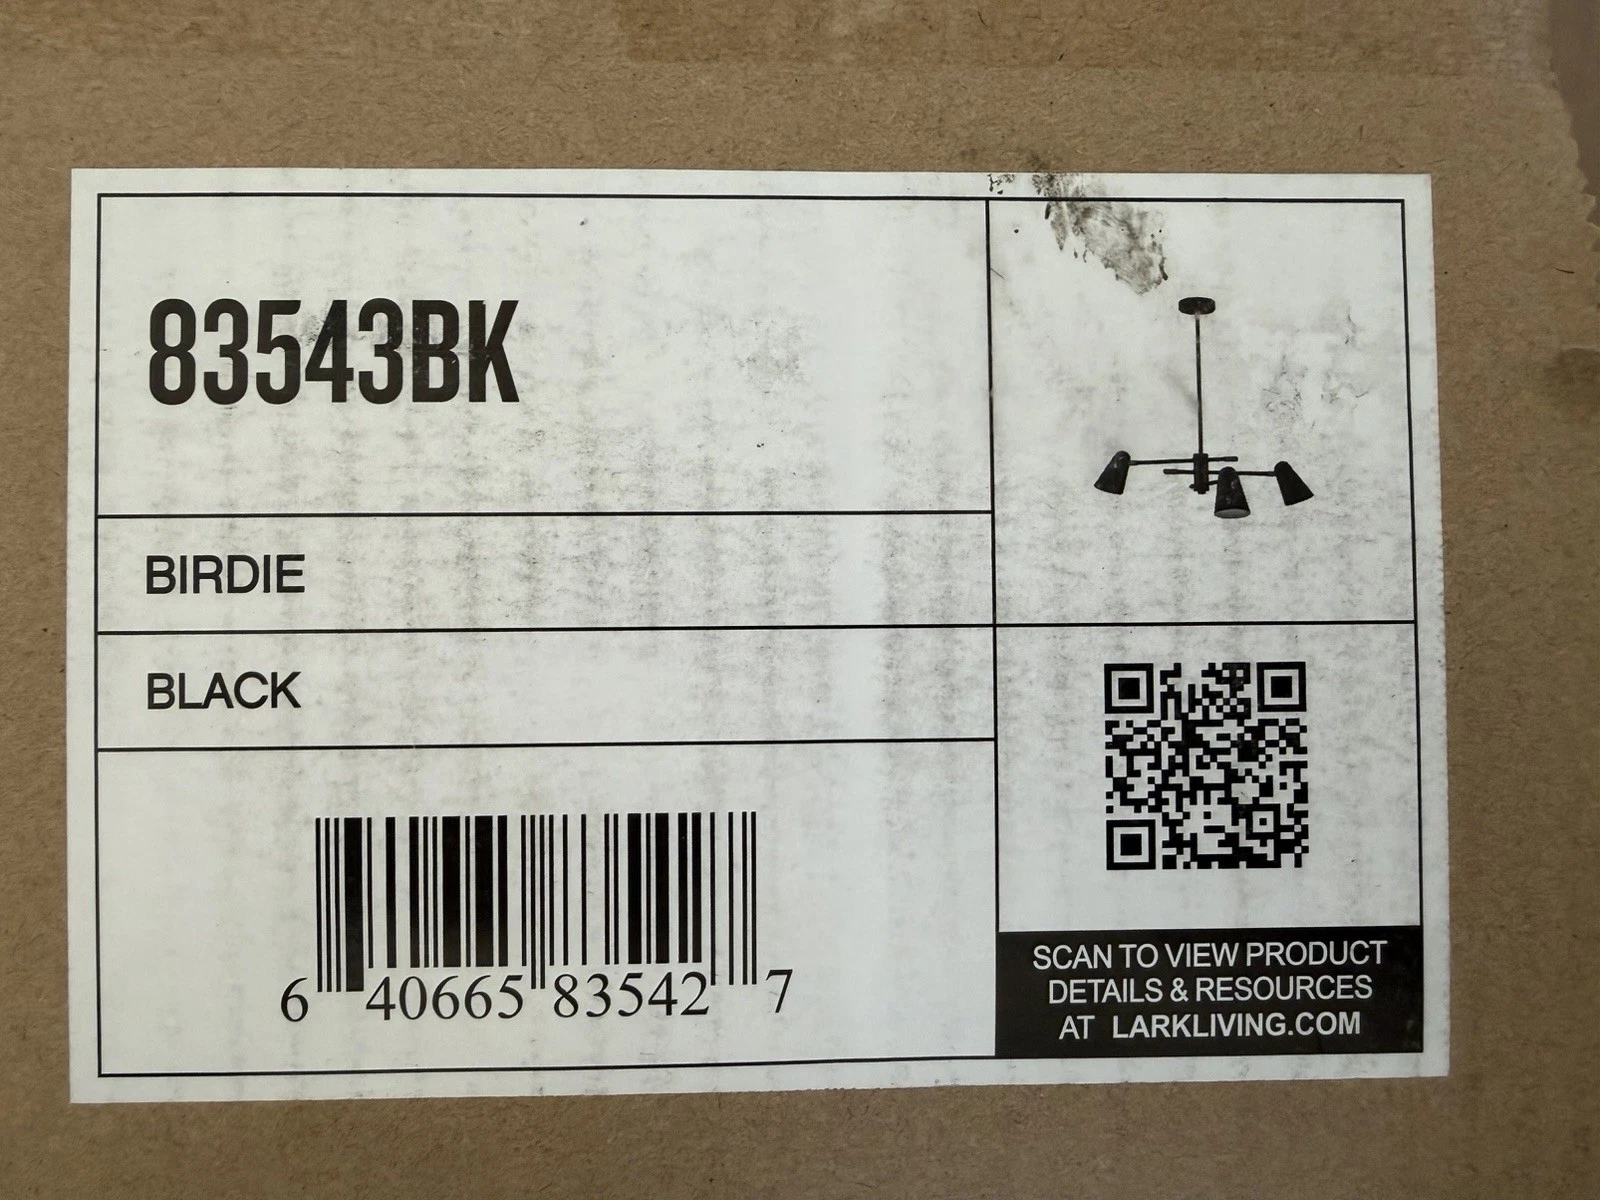 83543BK
BIRDIE
BLACK
6 40665 83542 7
SCAN TO VIEW PRODUCT
DETAILS & RESOURCES
AT LARKLIVING.COM